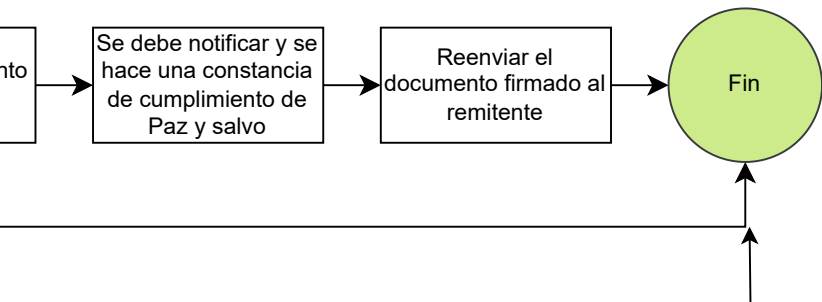 nto
Se debe notificar y se
hace una constancia
de cumplimiento de
Paz y salvo
Reenviar el
documento firmado al
remitente
Fin